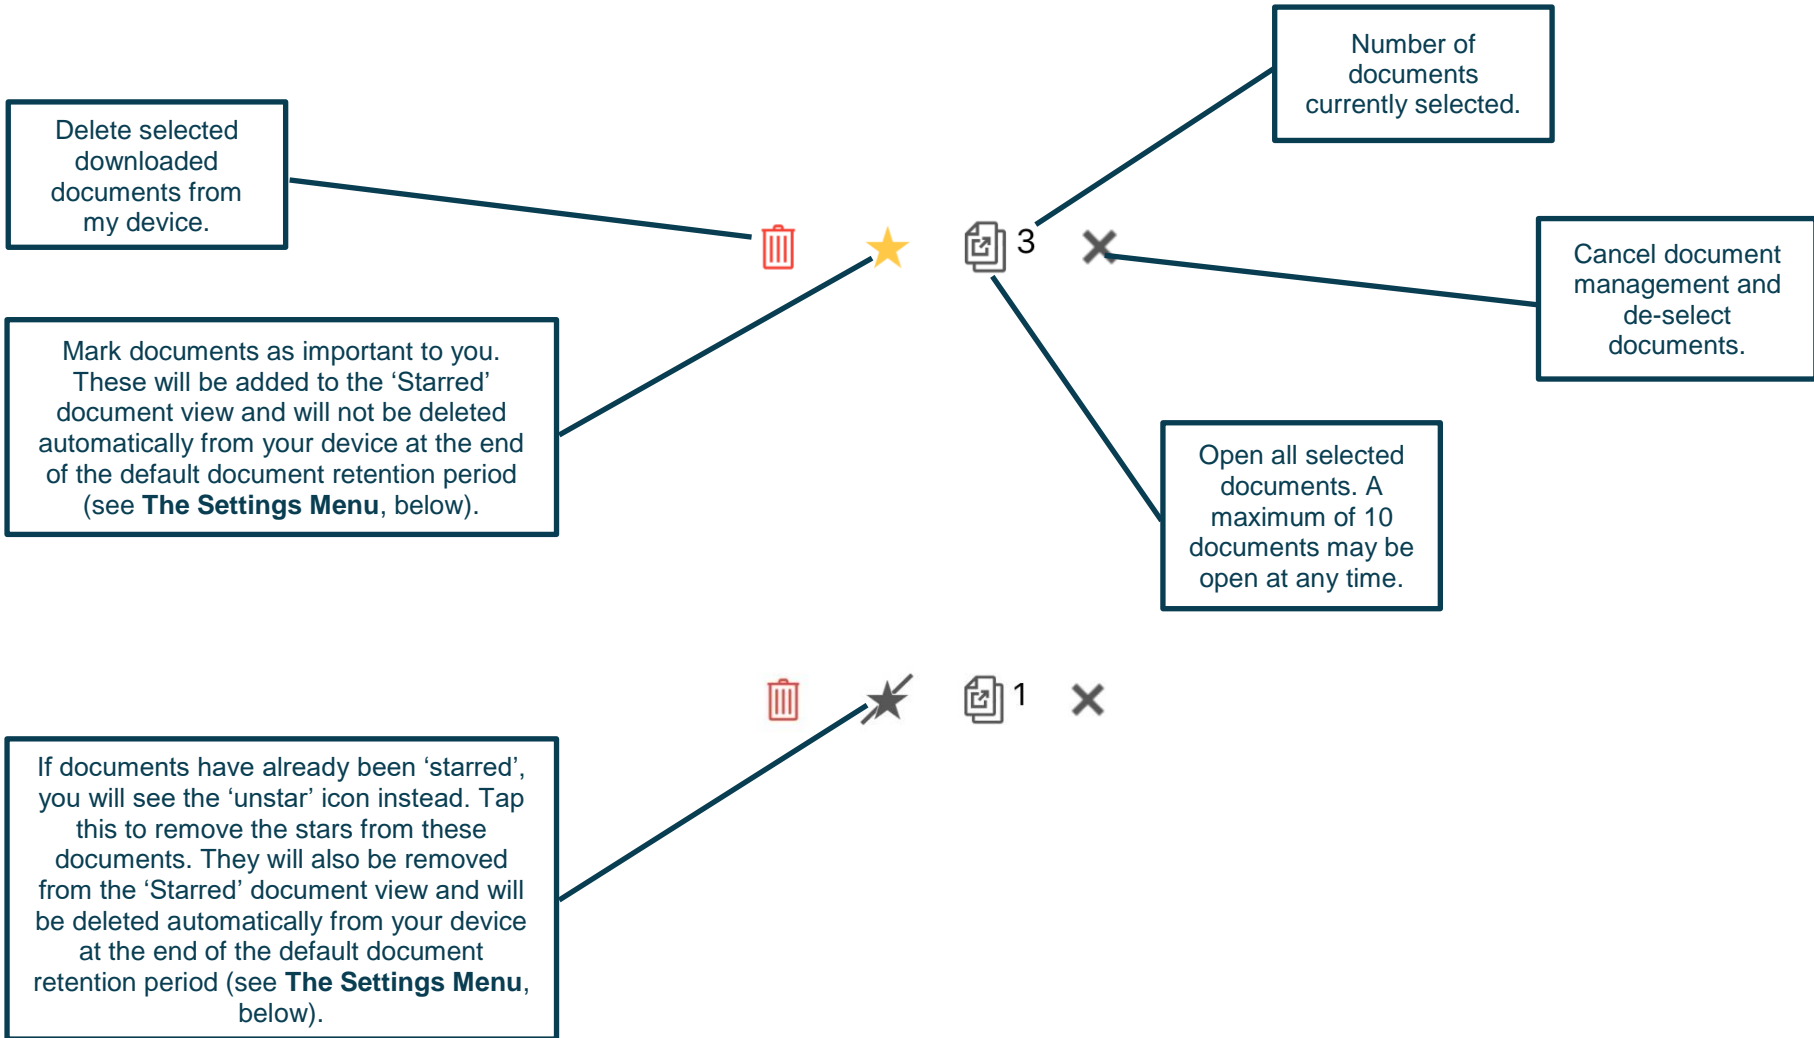 Number of
documents
currently selected.
Delete selected
downloaded
documents from
my device.
3
Cancel document
management and
de-select
documents.
Mark documents as important to you.
These will be added to the ‘Starred’
document view and will not be deleted
automatically from your device at the end
of the default document retention period
(see The Settings Menu, below).
Open all selected
documents. A
maximum of 10
documents may be
open at any time.
1
If documents have already been ‘starred’,
you will see the ‘unstar’ icon instead. Tap
this to remove the stars from these
documents. They will also be removed
from the ‘Starred’ document view and will
be deleted automatically from your device
at the end of the default document
retention period (see The Settings Menu,
below).